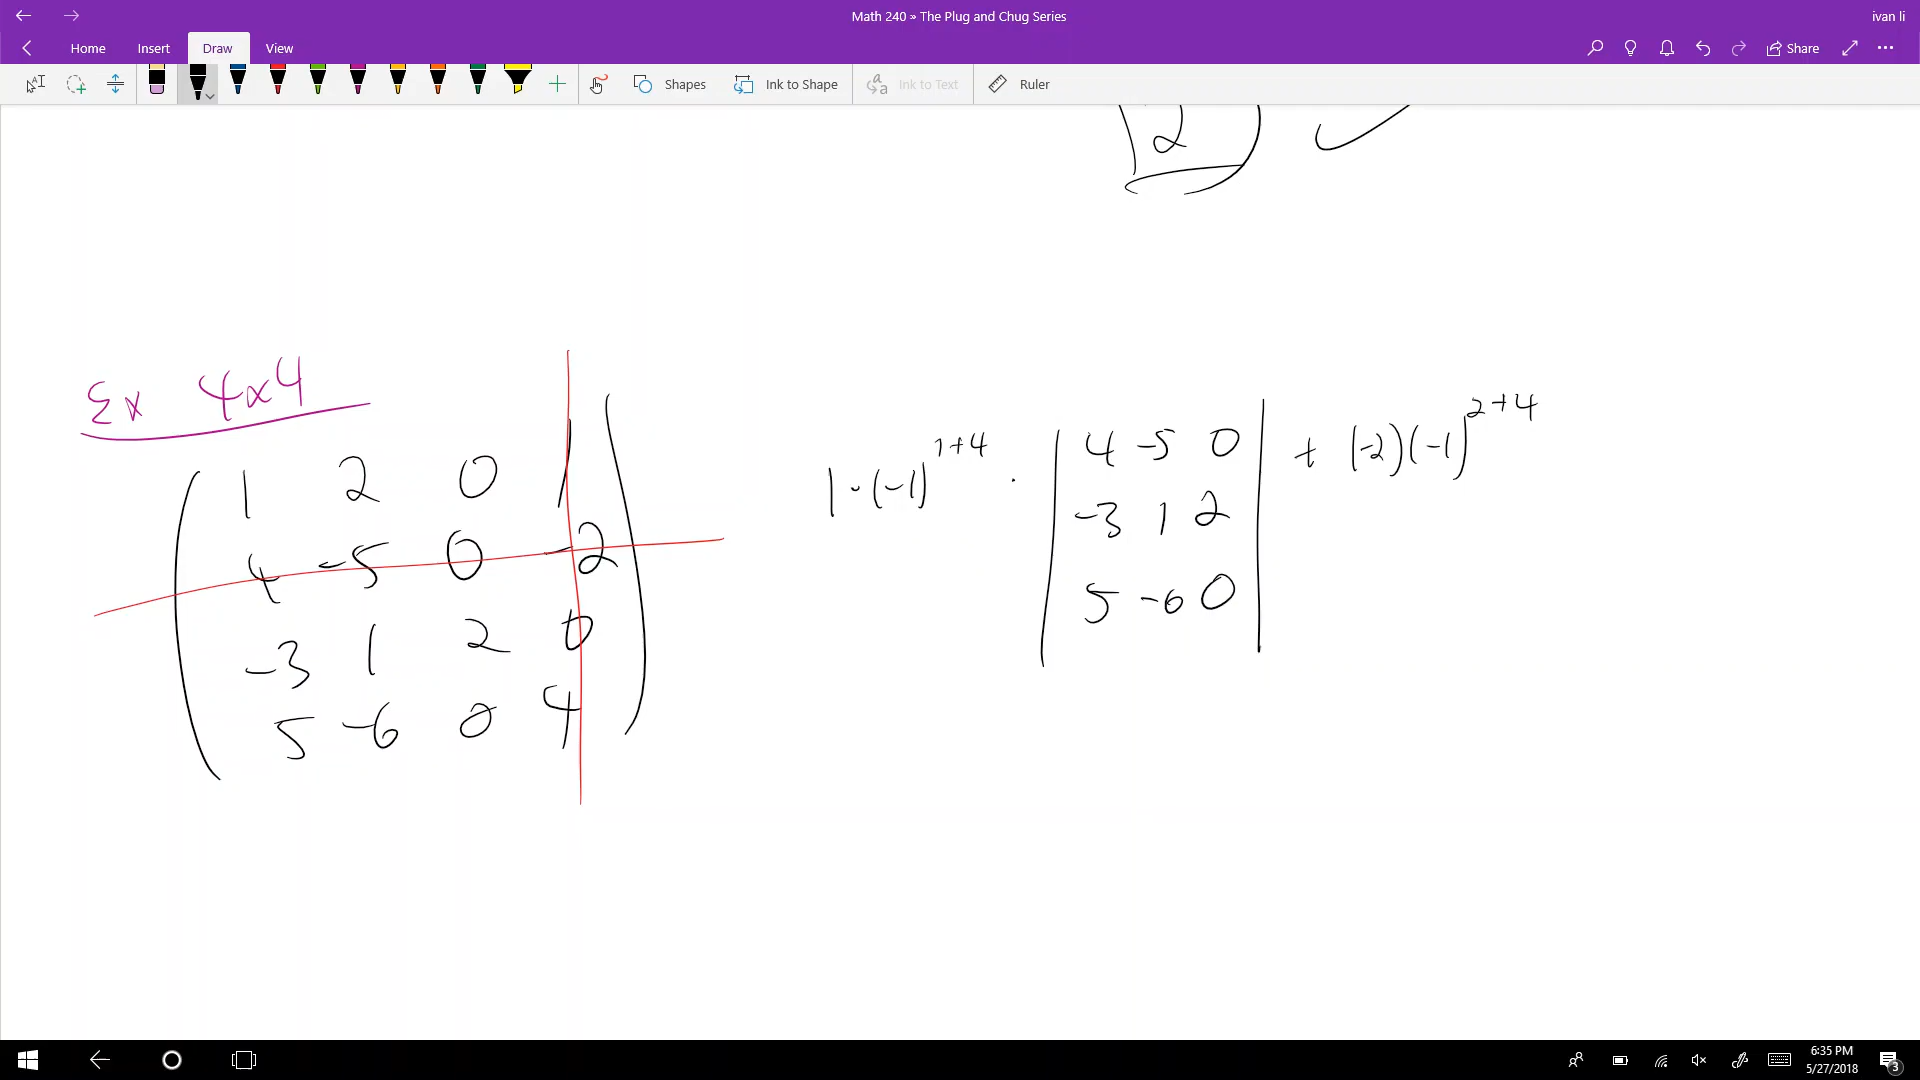 Math 240 » The Plug and Chug Series
ivan li
Home Insert Draw View
Share
Shapes Ink to Shape Ink to Text Ruler
2
Ex 4x4
1 2 0 1
4 -5 0 -2
-3 1 2 0
5 -6 0 4
1·(-1)^{1+4} · | 4 -5 0 | + (-2)(-1)^{2+4}
-3 1 2
5 -6 0
6:35 PM
5/27/2018
3